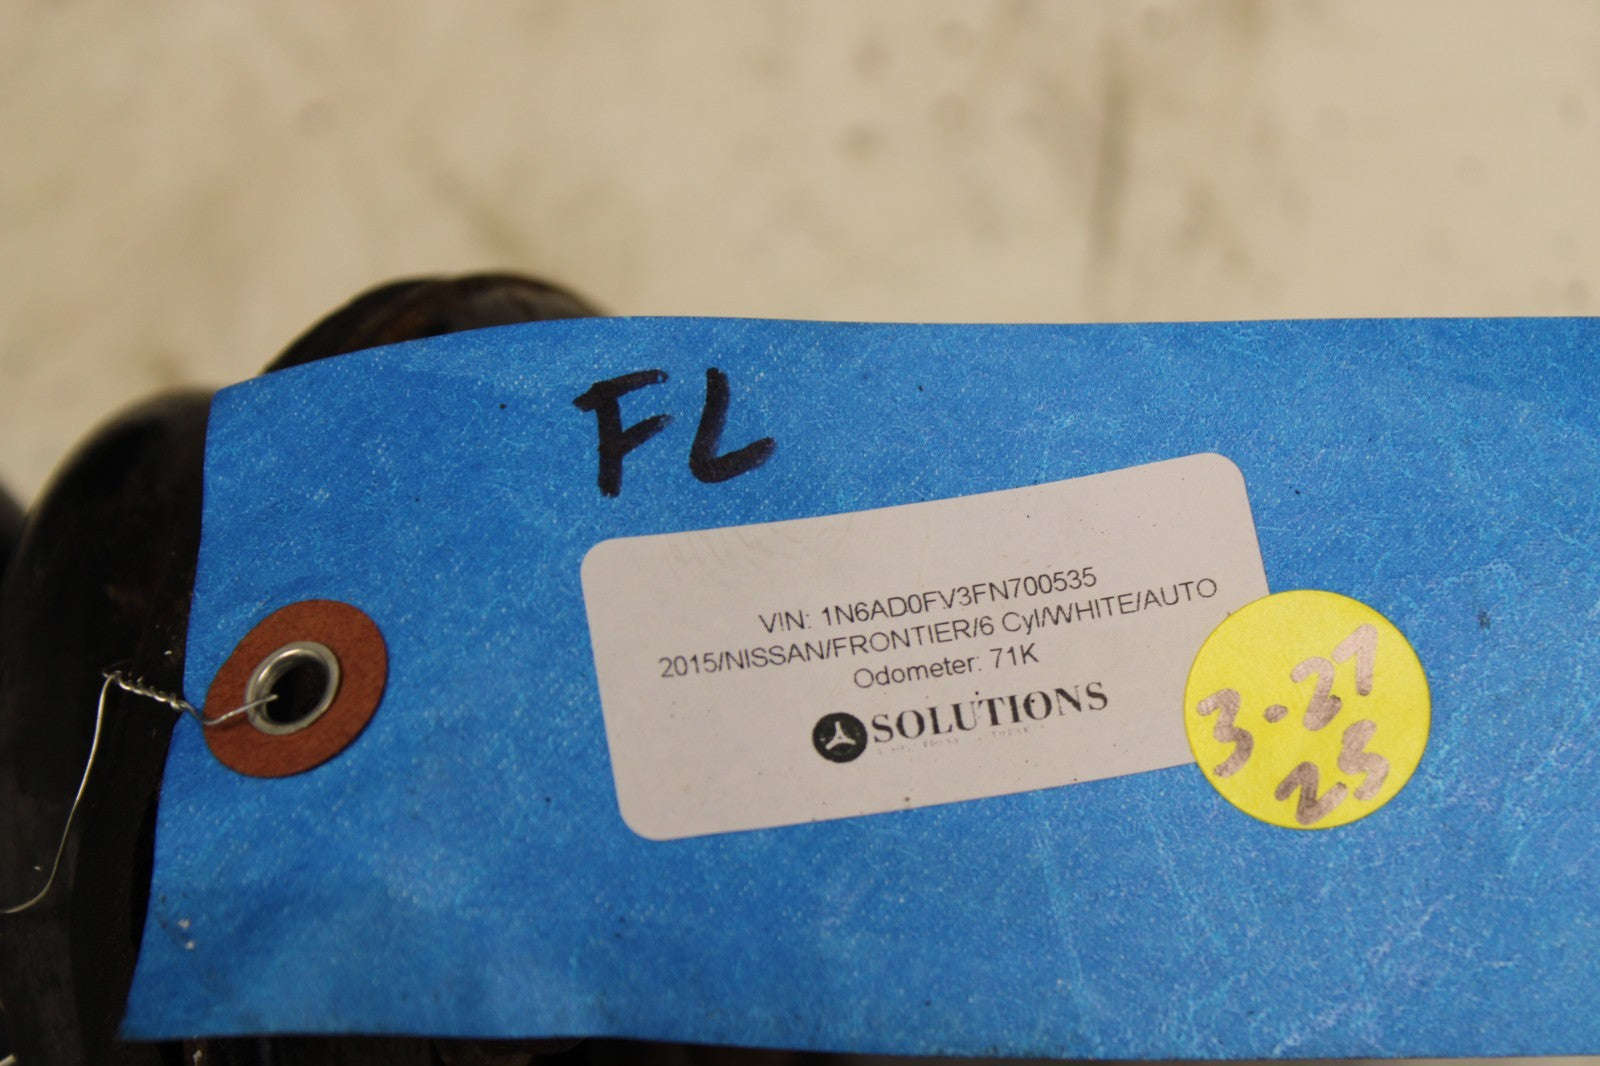 FL
VIN: 1N6AD0FV3FN700535
2015/NISSAN/FRONTIER/6 Cyl/WHITE/AUTO
Odometer: 71K
SOLUTIONS
3-27
23